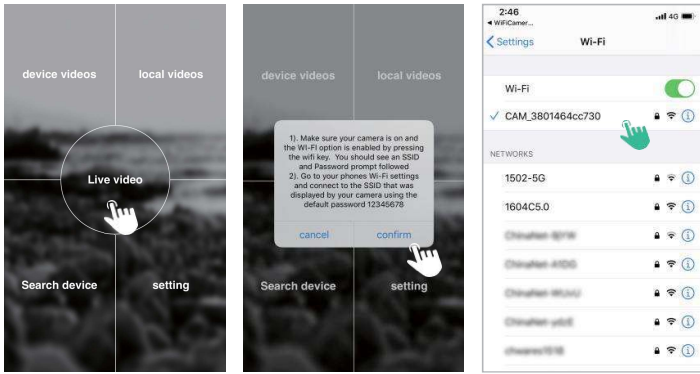 device videos
local videos
Live video
Search device
setting
device videos
local videos
1). Make sure your camera is on and
the WI-FI option is enabled by pressing
the wifi key. You should see an SSID
and Password prompt followed
2). Go to your phones Wi-Fi settings
and connect to the SSID that was
displayed by your camera using the
default password 12345678
cancel
confirm
Search device
setting
2:46
4G
WiFiCamer...
Settings
Wi-Fi
Wi-Fi
CAM_3801464cc730
NETWORKS
1502-5G
1604C5.0